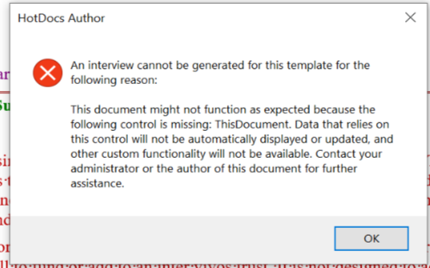 HotDocs Author
An interview cannot be generated for this template for the
following reason:
This document might not function as expected because the
following control is missing: ThisDocument. Data that relies on
this control will not be automatically displayed or updated, and
other custom functionality will not be available. Contact your
administrator or the author of this document for further
assistance.
OK